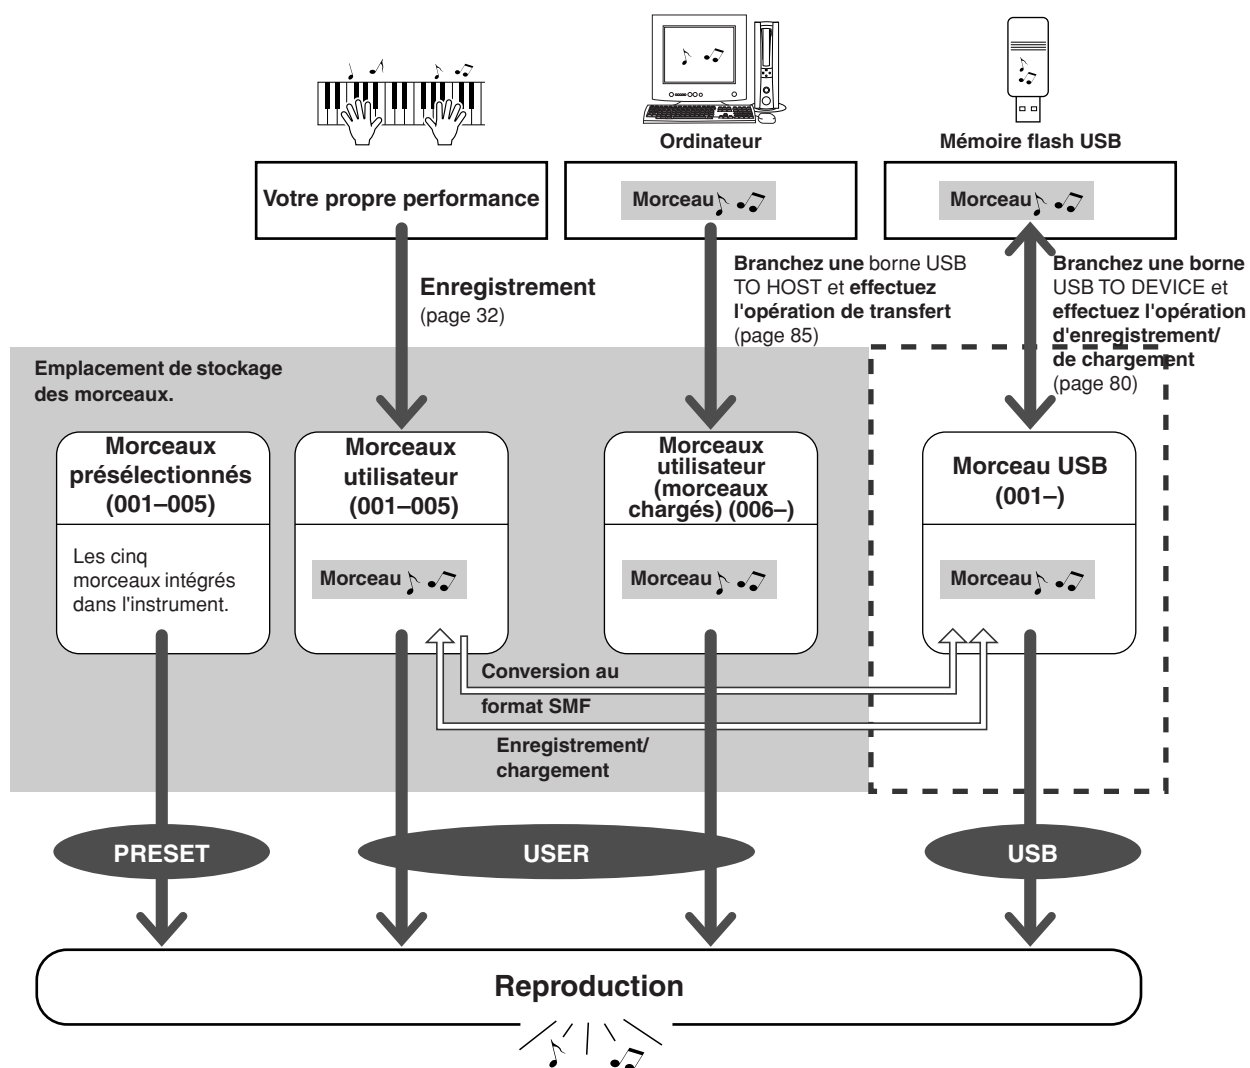 Ordinateur
Mémoire flash USB
Votre propre performance
Morceau
Morceau
Enregistrement
(page 32)
Branchez une borne USB
TO HOST et effectuez
l'opération de transfert
(page 85)
Branchez une borne
USB TO DEVICE et
effectuez l'opération
d'enregistrement/
de chargement
(page 80)
Emplacement de stockage
des morceaux.
Morceaux
présélectionnés
(001–005)
Les cinq
morceaux intégrés
dans l'instrument.
Morceaux
utilisateur
(001–005)
Morceau
Morceaux
utilisateur
(morceaux
chargés) (006–)
Morceau
Morceau USB
(001–)
Morceau
Conversion au
format SMF
Enregistrement/
chargement
PRESET
USER
USB
Reproduction